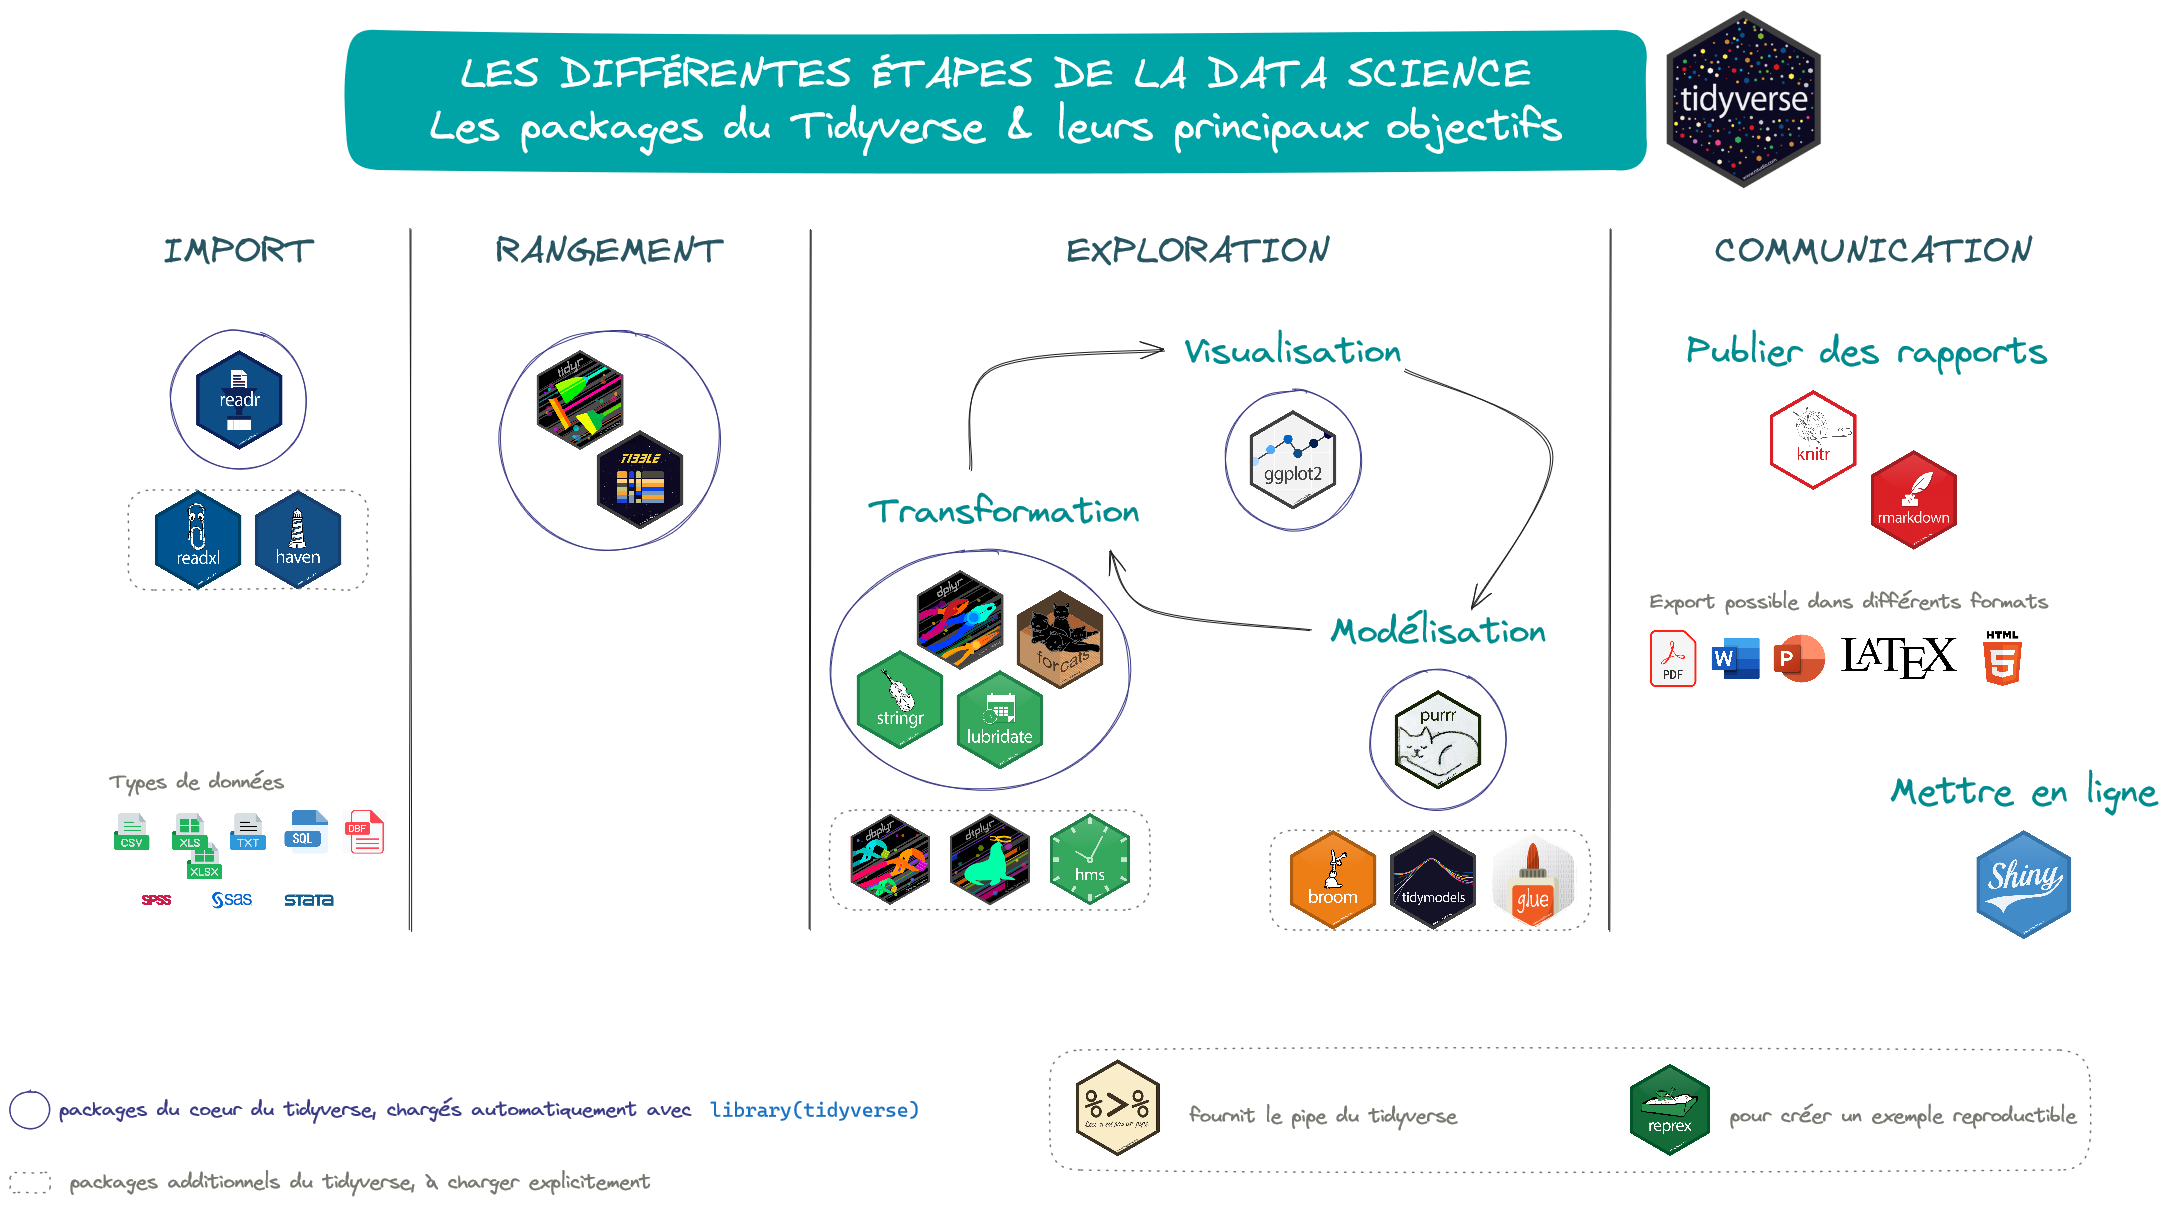 LES DIFFÉRENTES ÉTAPES DE LA DATA SCIENCE
Les packages du Tidyverse & leurs principaux objectifs
tidyverse
IMPORT
readr
readxl
haven
Types de données
CSV
XLS
XLSX
TXT
SQL
DBF
SPSS
sas
STATA
RANGEMENT
tidyr
TIBBLE
EXPLORATION
Visualisation
ggplot2
Transformation
dplyr
forcats
stringr
lubridate
dbplyr
dtplyr
hms
Modélisation
purrr
broom
tidymodels
glue
COMMUNICATION
Publier des rapports
knitr
rmarkdown
Export possible dans différents formats
PDF
W
P
LATEX
HTML
5
Mettre en ligne
Shiny
packages du coeur du tidyverse, chargés automatiquement avec library(tidyverse)
packages additionnels du tidyverse, à charger explicitement
%>%
Ceci n'est pas un pipe
fournit le pipe du tidyverse
reprex
pour créer un exemple reproductible